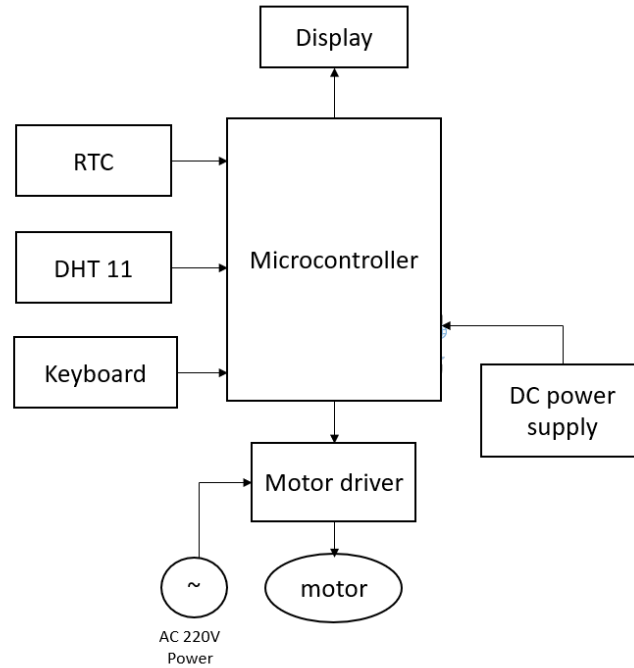 Display
RTC
Microcontroller
DHT 11
Keyboard
DC power
supply
Motor driver
~
motor
AC 220V
Power